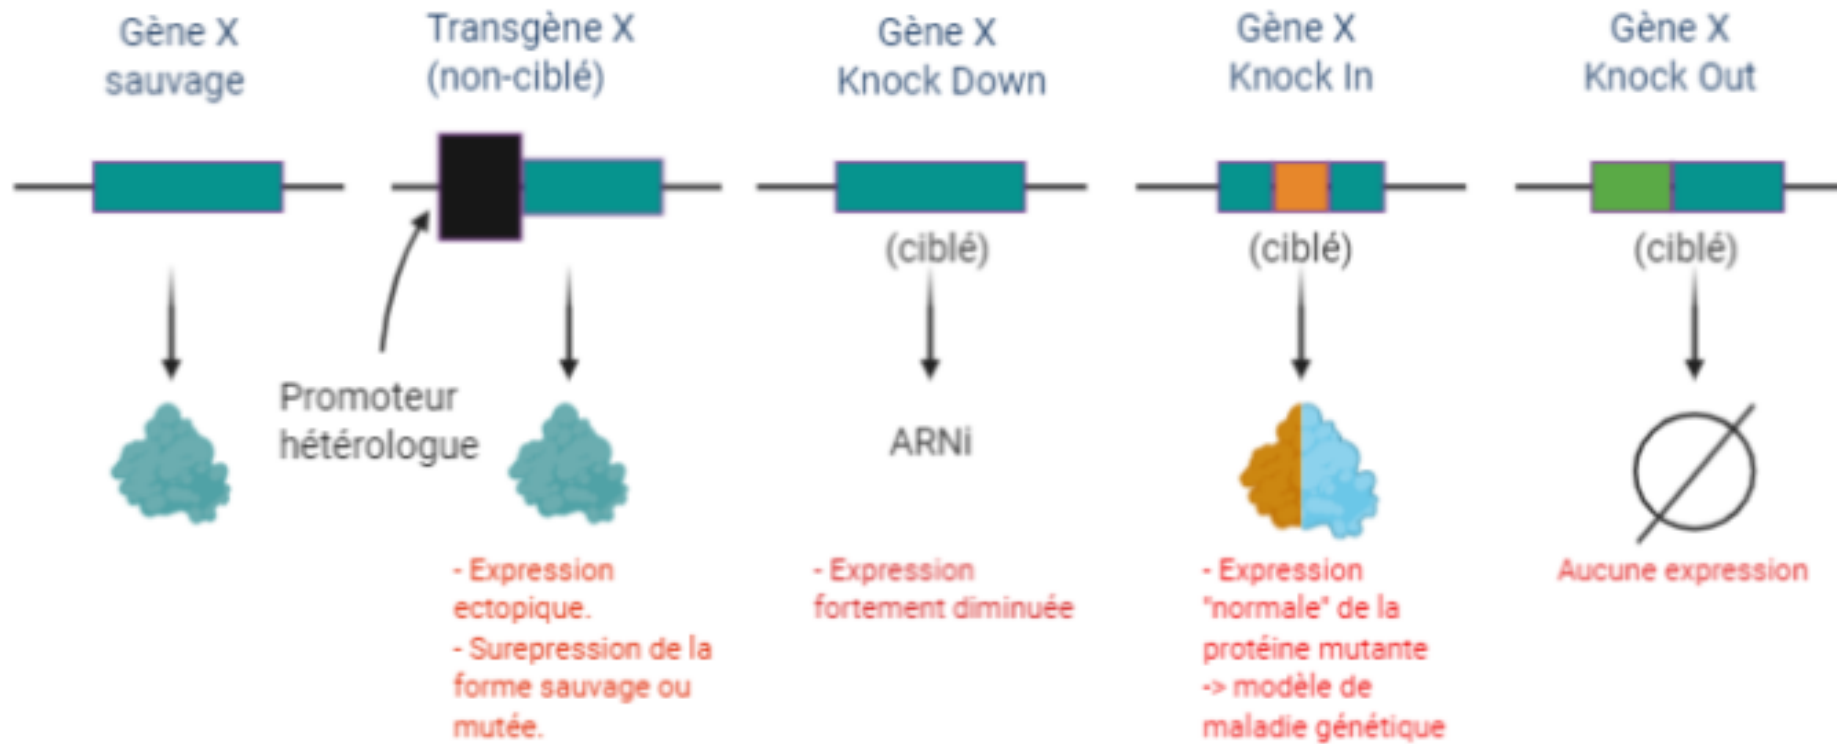 Gène X
sauvage
Transgène X
(non-ciblé)
Gène X
Knock Down
Gène X
Knock In
Gène X
Knock Out
(ciblé)
(ciblé)
(ciblé)
Promoteur
hétérologue
ARNi
- Expression
ectopique.
- Surepression de la
forme sauvage ou
mutée.
- Expression
fortement diminuée
- Expression
"normale" de la
protéine mutante
-> modèle de
maladie génétique
Aucune expression